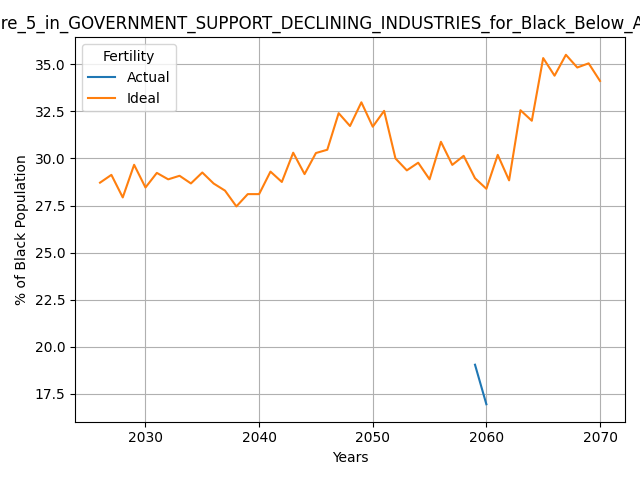 re_5_in_GOVERNMENT_SUPPORT_DECLINING_INDUSTRIES_for_Black_Below_A
Fertility
Actual
Ideal
35.0
32.5
30.0
27.5
25.0
22.5
20.0
17.5
% of Black Population
2030 2040 2050 2060 2070
Years